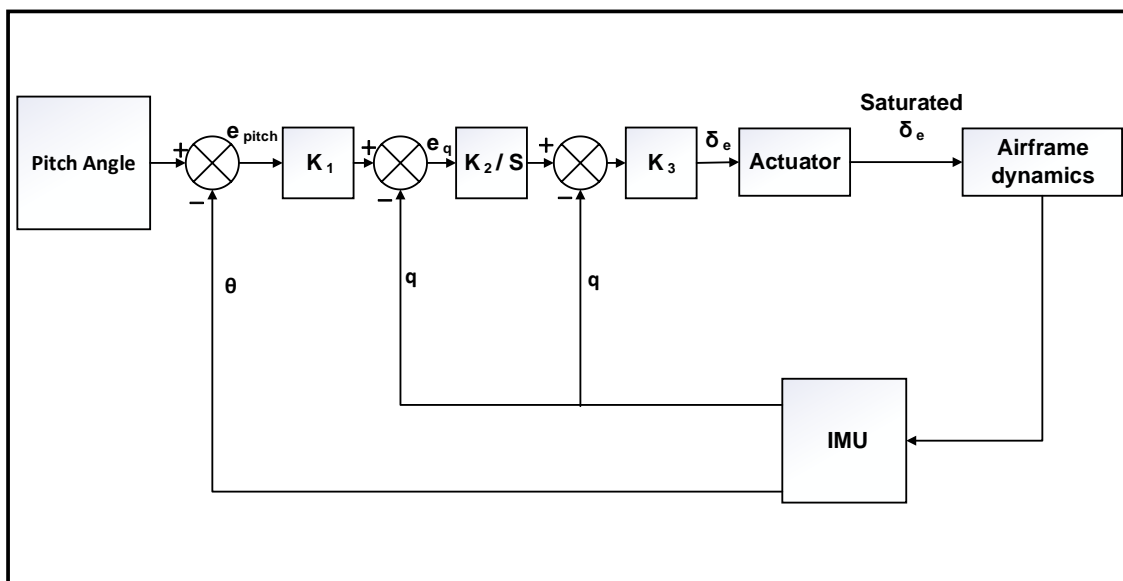 Pitch Angle
+
e pitch
K 1
+
e q
K 2 / S
+
K 3
δ e
Actuator
Saturated
δ e
Airframe
dynamics
−
−
−
θ
q
q
IMU